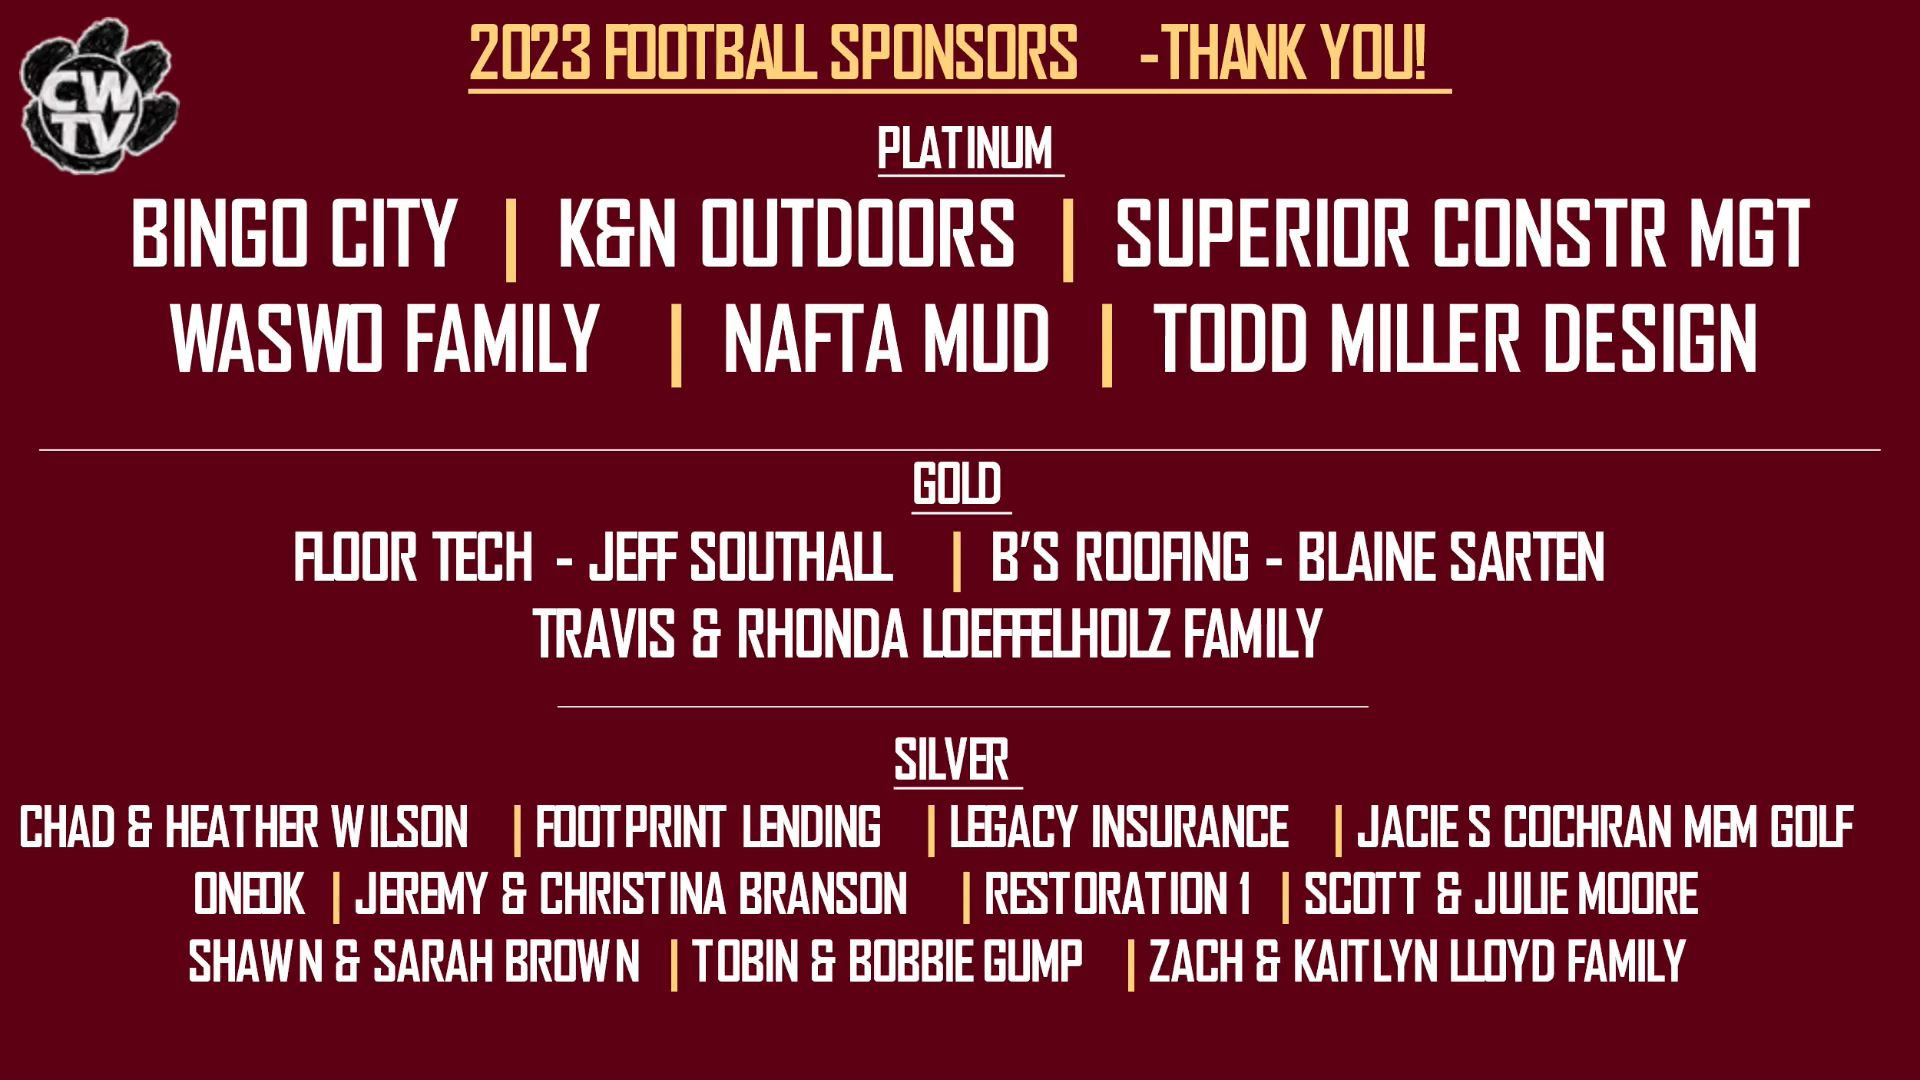 CW
TV
2023 FOOTBALL SPONSORS -THANK YOU!
PLATINUM
BINGO CITY | K&N OUTDOORS | SUPERIOR CONSTR MGT
WASWO FAMILY | NAFTA MUD | TODD MILLER DESIGN
GOLD
FLOOR TECH - JEFF SOUTHALL | B'S ROOFING - BLAINE SARTEN
TRAVIS & RHONDA LOEFFELHOLZ FAMILY
SILVER
CHAD & HEATHER WILSON | FOOTPRINT LENDING | LEGACY INSURANCE | JACIE S COCHRAN MEM GOLF
ONEOK | JEREMY & CHRISTINA BRANSON | RESTORATION 1 | SCOTT & JULIE MOORE
SHAWN & SARAH BROWN | TOBIN & BOBBIE GUMP | ZACH & KAITLYN LLOYD FAMILY